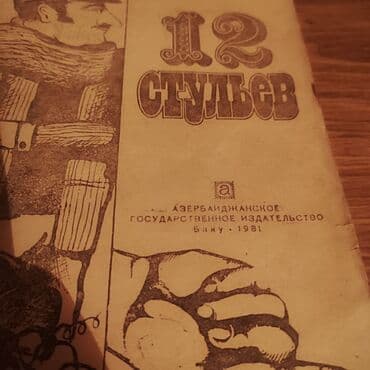 12
СТУЛЬЕВ
а
АЗЕРБАЙДЖАНСКОЕ
ГОСУДАРСТВЕННОЕ ИЗДАТЕЛЬСТВО
Баку · 1981